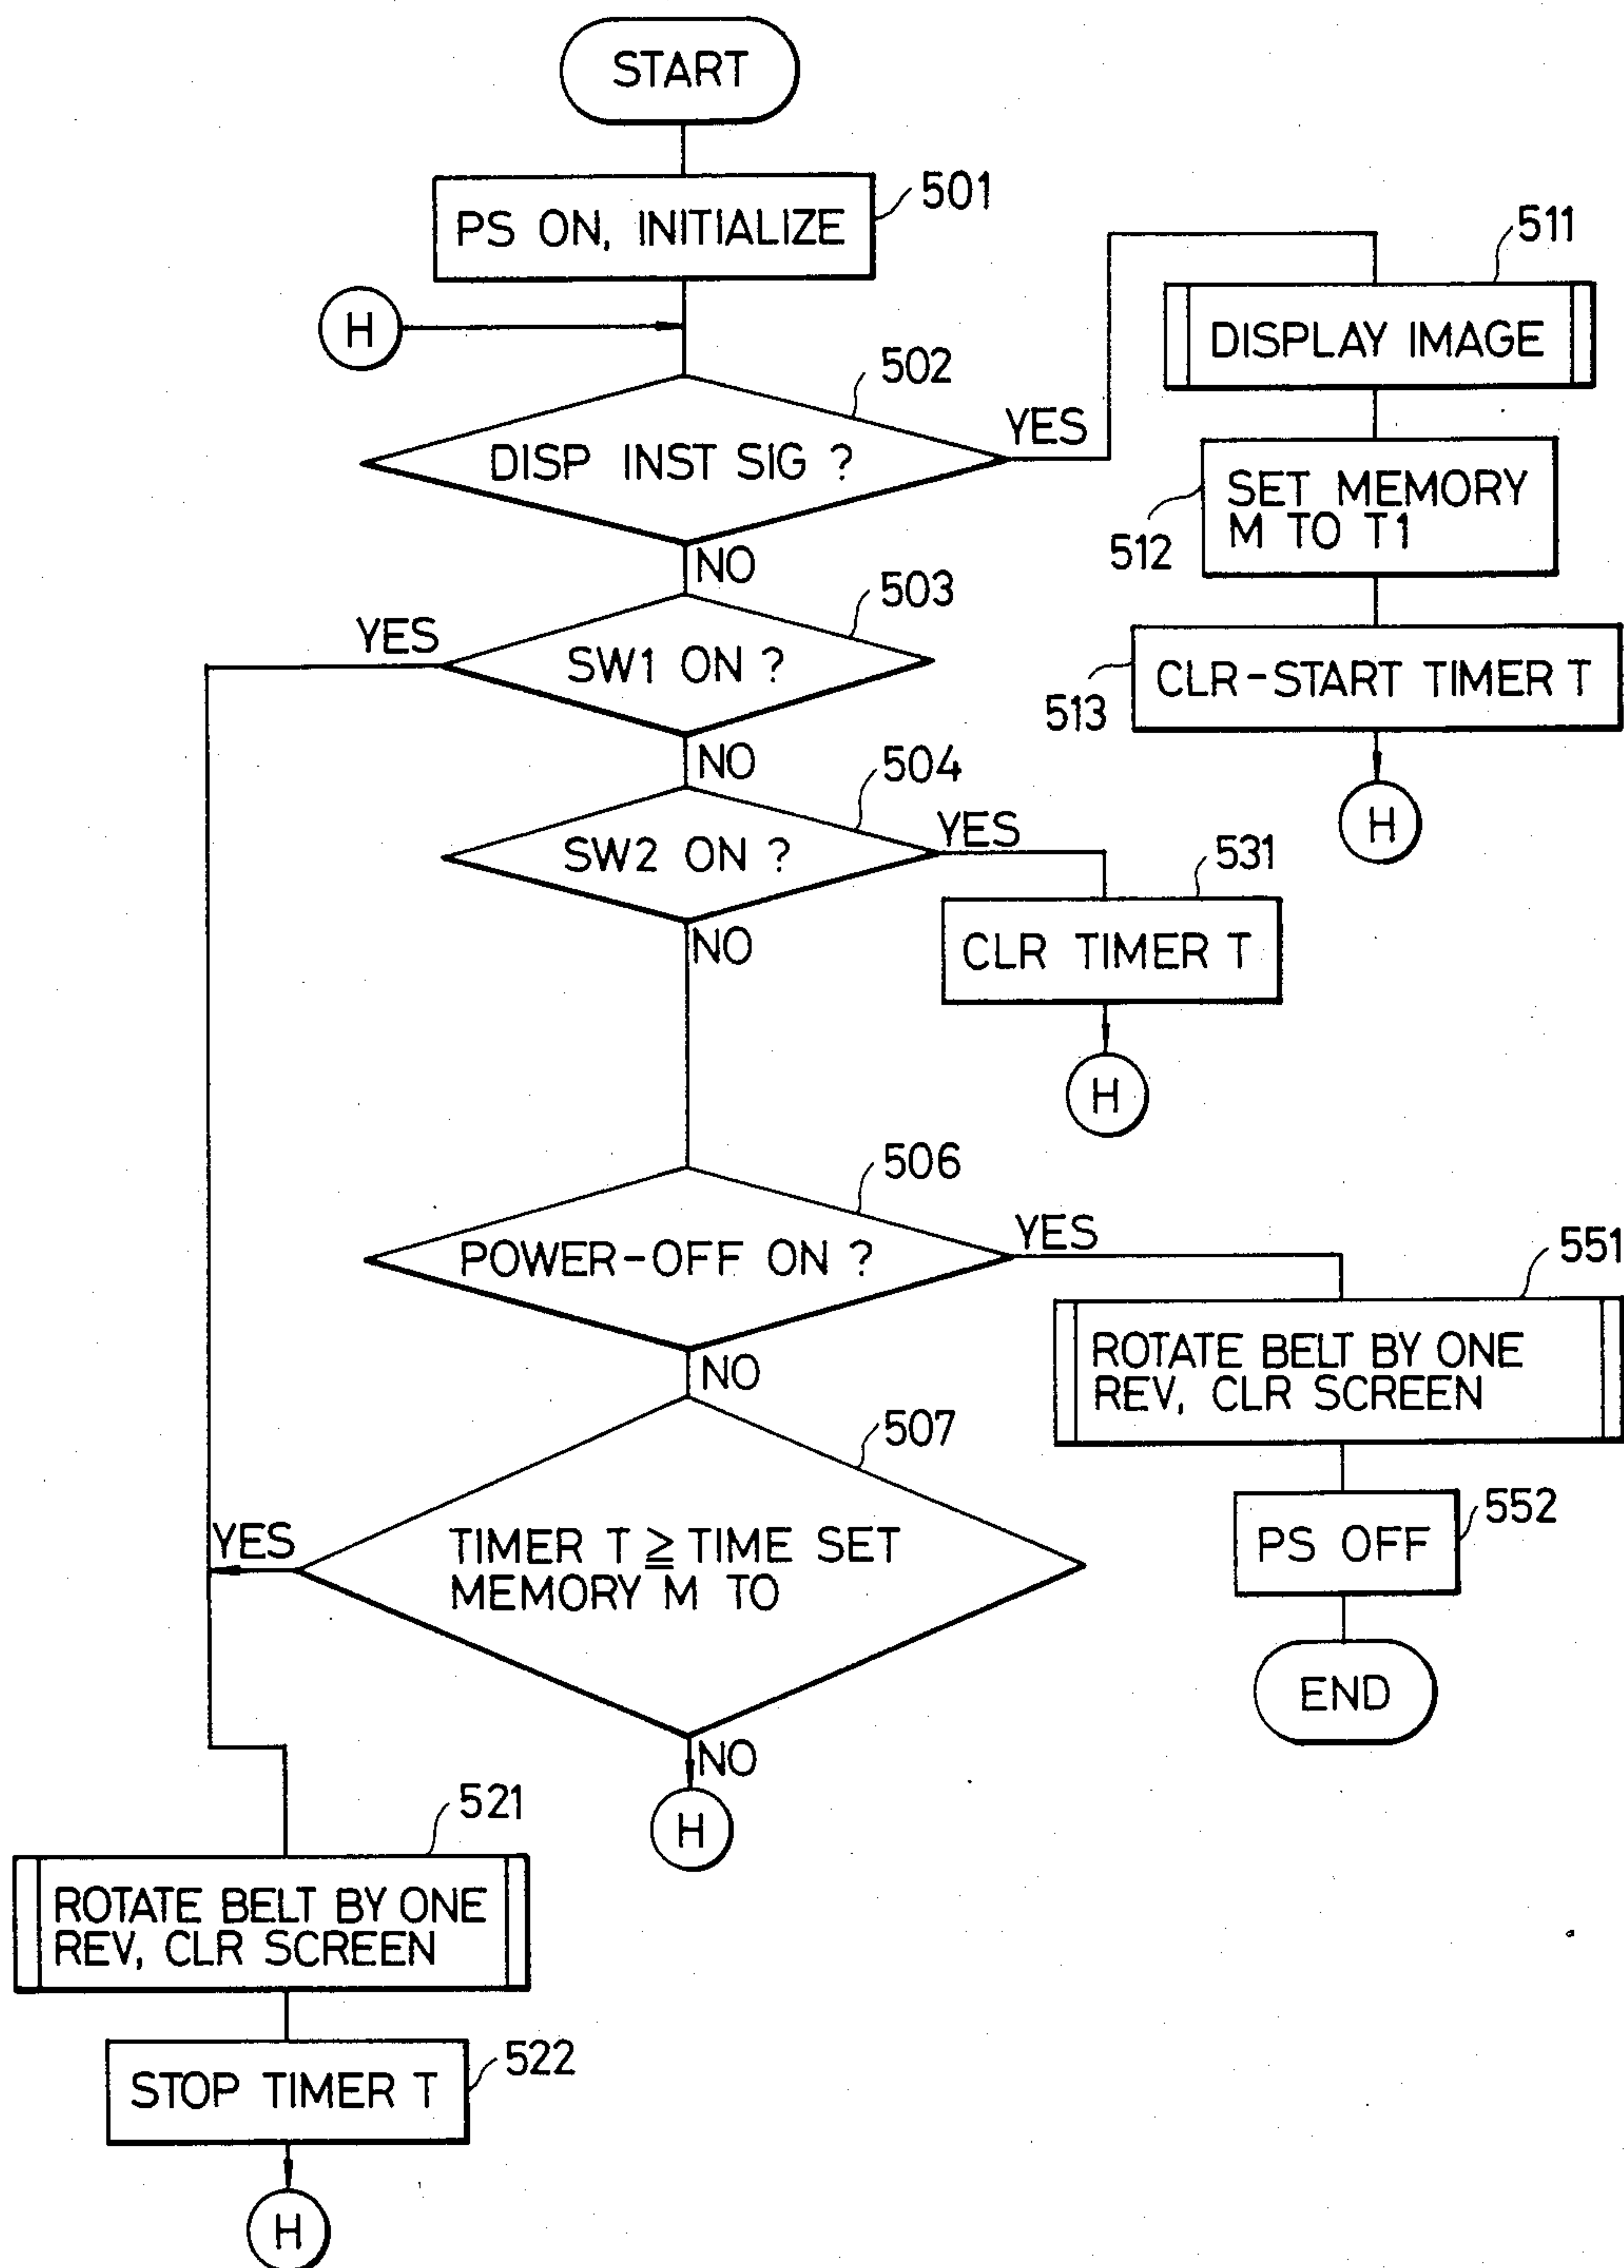 START
PS ON, INITIALIZE
501
H
DISP INST SIG ?
502
YES
NO
511
DISPLAY IMAGE
SET MEMORY
M TO T1
512
CLR-START TIMER T
513
H
SW1 ON ?
503
YES
NO
SW2 ON ?
504
YES
NO
531
CLR TIMER T
H
POWER-OFF ON ?
506
YES
NO
551
ROTATE BELT BY ONE
REV, CLR SCREEN
PS OFF
552
END
507
TIMER T ≧ TIME SET
MEMORY M TO
YES
NO
H
521
ROTATE BELT BY ONE
REV, CLR SCREEN
STOP TIMER T
522
H